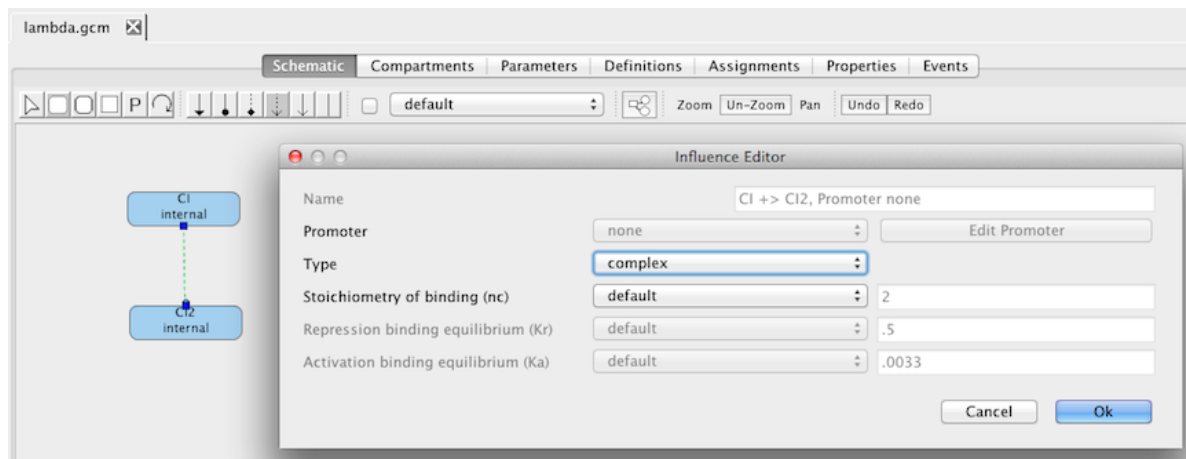 lambda.gcm
Schematic Compartments Parameters Definitions Assignments Properties Events
P default Zoom Un-Zoom Pan Undo Redo
Influence Editor
CI
internal
CI2
internal
Name CI +> CI2, Promoter none
Promoter none Edit Promoter
Type complex
Stoichiometry of binding (nc) default 2
Repression binding equilibrium (Kr) default .5
Activation binding equilibrium (Ka) default .0033
Cancel Ok